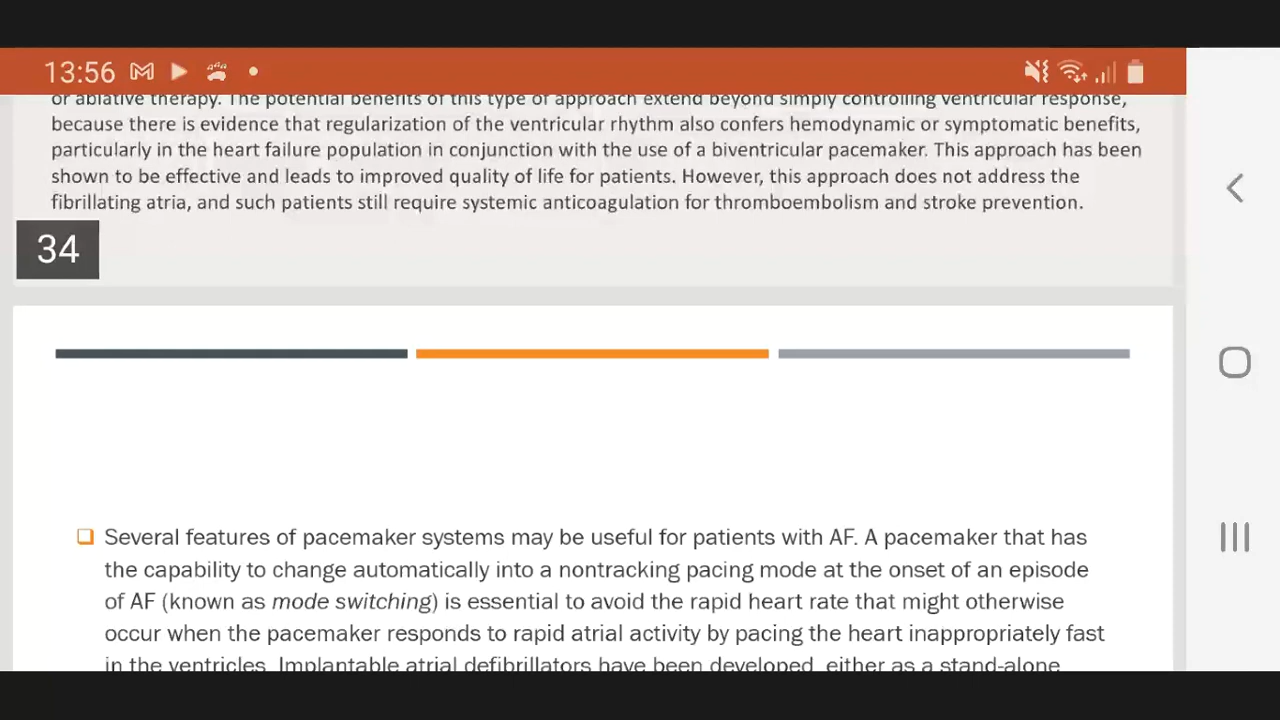 13:56
or ablative therapy. The potential benefits of this type of approach extend beyond simply controlling ventricular response,
because there is evidence that regularization of the ventricular rhythm also confers hemodynamic or symptomatic benefits,
particularly in the heart failure population in conjunction with the use of a biventricular pacemaker. This approach has been
shown to be effective and leads to improved quality of life for patients. However, this approach does not address the
fibrillating atria, and such patients still require systemic anticoagulation for thromboembolism and stroke prevention.
34
Several features of pacemaker systems may be useful for patients with AF. A pacemaker that has
the capability to change automatically into a nontracking pacing mode at the onset of an episode
of AF (known as mode switching) is essential to avoid the rapid heart rate that might otherwise
occur when the pacemaker responds to rapid atrial activity by pacing the heart inappropriately fast
in the ventricles. Implantable atrial defibrillators have been developed, either as a stand-alone